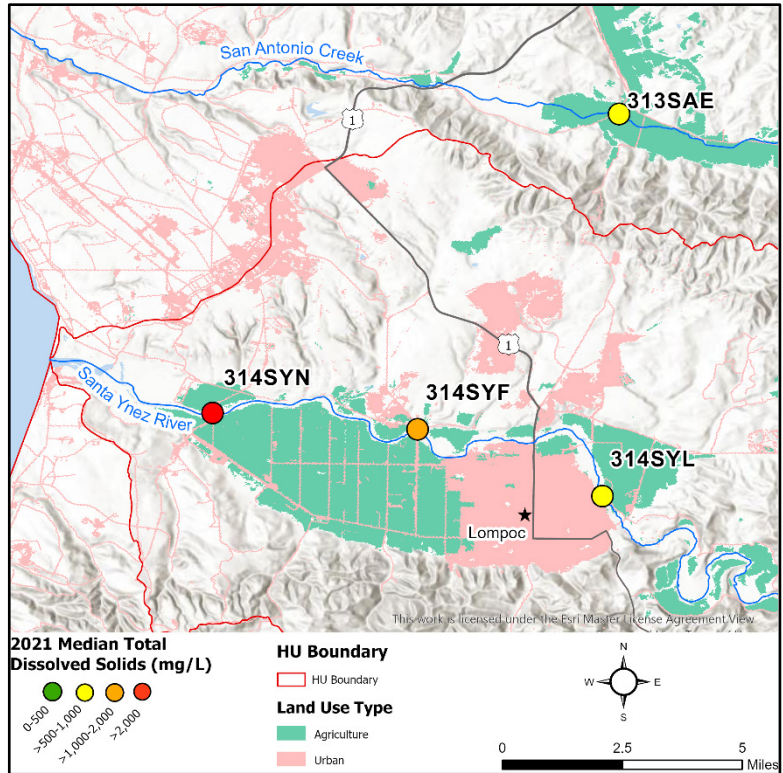 San Antonio Creek
313SAE
1
314SYN
314SYF
1
Santa Ynez River
314SYL
Lompoc
This work is licensed under the Esri Master License Agreement View
2021 Median Total
Dissolved Solids (mg/L)
0-500
>500-1,000
>1,000-2,000
>2,000
HU Boundary
HU Boundary
Land Use Type
Agriculture
Urban
N
W
E
S
0
2.5
5
Miles